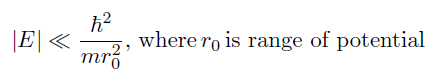 |E| ≪ ħ²/(mr₀²), where r₀ is range of potential